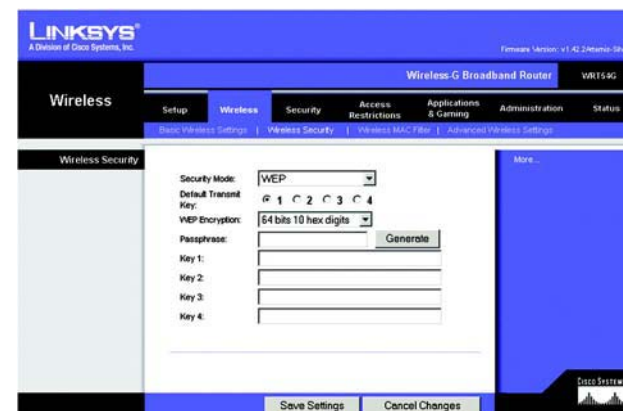 LINKSYS®
A Division of Cisco Systems, Inc.
Firmware Version: v1.42.2
Wireless-G Broadband Router WRT54G
Wireless
Setup Wireless Security Access Restrictions Applications & Gaming Administration Status
Basic Wireless Settings | Wireless Security | Wireless MAC Filter | Advanced Wireless Settings
Wireless Security
More...
Security Mode: WEP
Default Transmit Key: 1 2 3 4
WEP Encryption: 64 bits 10 hex digits
Passphrase: Generate
Key 1:
Key 2:
Key 3:
Key 4:
CISCO SYSTEM
Save Settings Cancel Changes